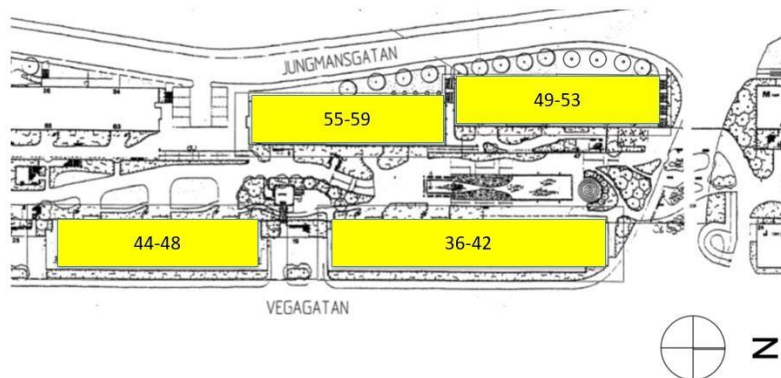 JUNGMANSGATAN
49-53
55-59
44-48
36-42
VEGAGATAN
N